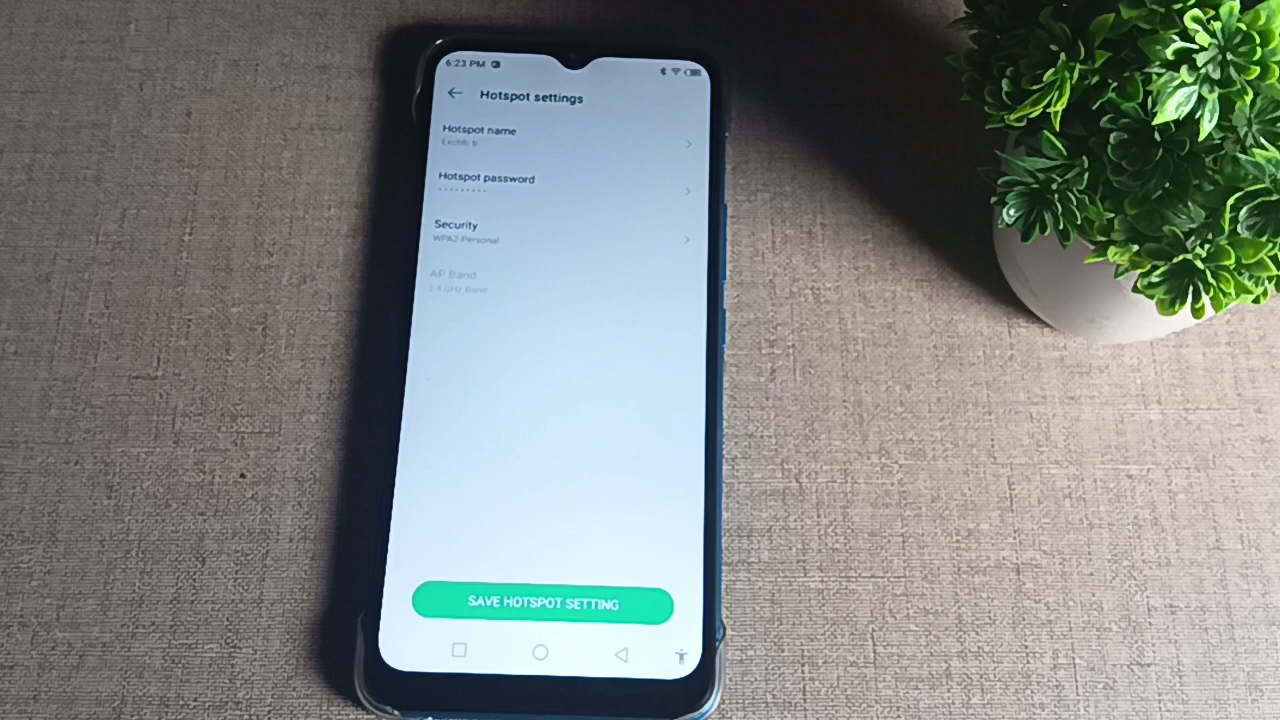 6:23 PM
Hotspot settings
Hotspot name
Hotspot password
•••••••••
Security
WPA2 Personal
AP Band
2.4 GHz Band
SAVE HOTSPOT SETTING